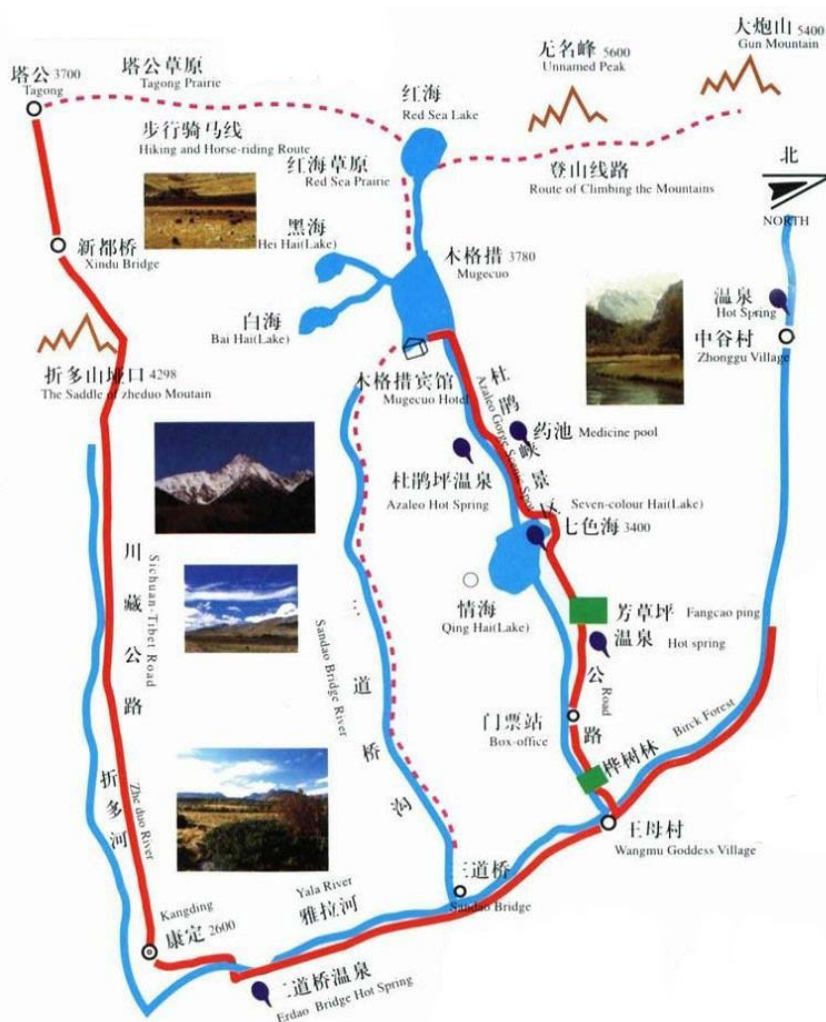 大炮山 5400
Gun Mountain
无名峰 5600
Unnamed Peak
塔公 3700
Tagong
塔公草原
Tagong Prairie
红海
Red Sea Lake
步行骑马线
Hiking and Horse-riding Route
红海草原
Red Sea Prairie
登山线路
Route of Climbing the Mountains
北
NORTH
新都桥
Xindu Bridge
黑海
Hei Hai(Lake)
木格措 3780
Mugecuo
温泉
Hot Spring
中谷村
Zhonggu Village
白海
Bai Hai(Lake)
折多山垭口 4298
The Saddle of zheduo Moutain
木格措宾馆
Mugecuo Hotel
杜鹃峡景区
Azaleo Gorge Scenic Spot
药池 Medicine pool
杜鹃坪温泉
Azaleo Hot Spring
Seven-colour Hai(Lake)
七色海 3400
川藏公路
Sichuan-Tibet Road
情海
Qing Hai(Lake)
芳草坪 Fangcao ping
温泉 Hot spring
道桥沟
Sandao Bridge River
公路
Road
门票站
Box-office
桦树林
Birck Forest
折多河
Zhe duo River
王母村
Wangmu Goddess Village
三道桥
Sandao Bridge
Yala River
雅拉河
Kangding
康定 2600
二道桥温泉
Erdao Bridge Hot Spring